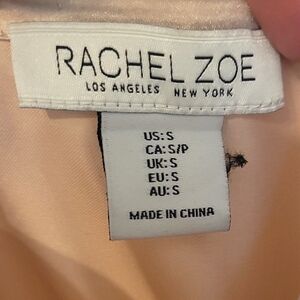 RACHEL ZOE
LOS ANGELES NEW YORK
US:S
CA:S/P
UK:S
EU:S
AU:S
MADE IN CHINA